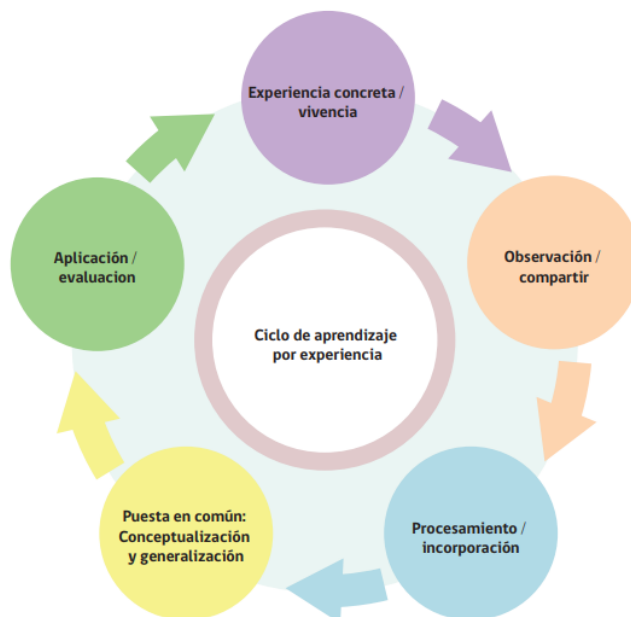 Experiencia concreta /
vivencia
Observación /
compartir
Procesamiento /
incorporación
Puesta en común:
Conceptualización
y generalización
Aplicación /
evaluacion
Ciclo de aprendizaje
por experiencia